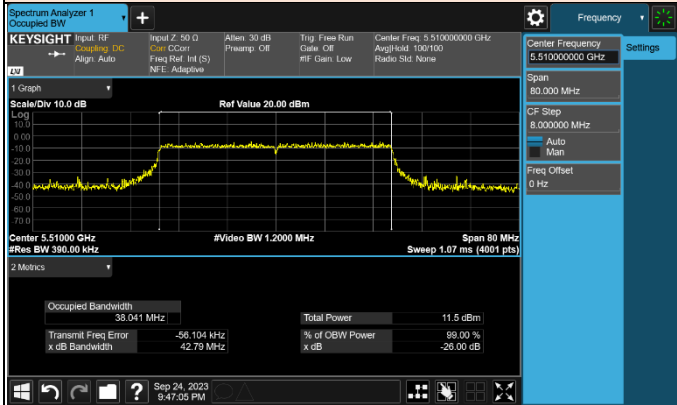 Spectrum Analyzer 1
Occupied BW
+
Frequency
KEYSIGHT
Input: RF
Coupling: DC
Align: Auto
Input Z: 50 Ω
Corr CCorr
Freq Ref: Int (S)
NFE: Adaptive
Atten: 30 dB
Preamp: Off
Trig: Free Run
Gate: Off
#IF Gain: Low
Center Freq: 5.510000000 GHz
Avg|Hold: 100/100
Radio Std: None
LXI
Center Frequency
5.510000000 GHz
Settings
Span
80.000 MHz
CF Step
8.000000 MHz
Auto
Man
Freq Offset
0 Hz
1 Graph
Scale/Div 10.0 dB
Ref Value 20.00 dBm
Log
10.0
0.00
-10.0
-20.0
-30.0
-40.0
-50.0
-60.0
-70.0
Center 5.51000 GHz
#Video BW 1.2000 MHz
Span 80 MHz
#Res BW 390.00 kHz
Sweep 1.07 ms (4001 pts)
2 Metrics
Occupied Bandwidth
38.041 MHz
Total Power 11.5 dBm
Transmit Freq Error -56.104 kHz
% of OBW Power 99.00 %
x dB Bandwidth 42.79 MHz
x dB -26.00 dB
?
Sep 24, 2023
9:47:05 PM